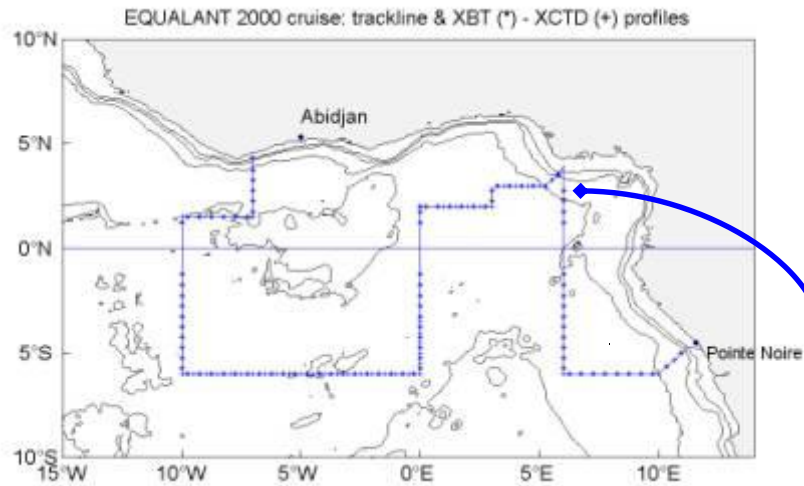 EQUALANT 2000 cruise: trackline & XBT (*) - XCTD (+) profiles
10°N
Abidjan
5°N
0°N
5°S
Pointe Noire
10°S
15°W 10°W 5°W 0°E 5°E 10°E